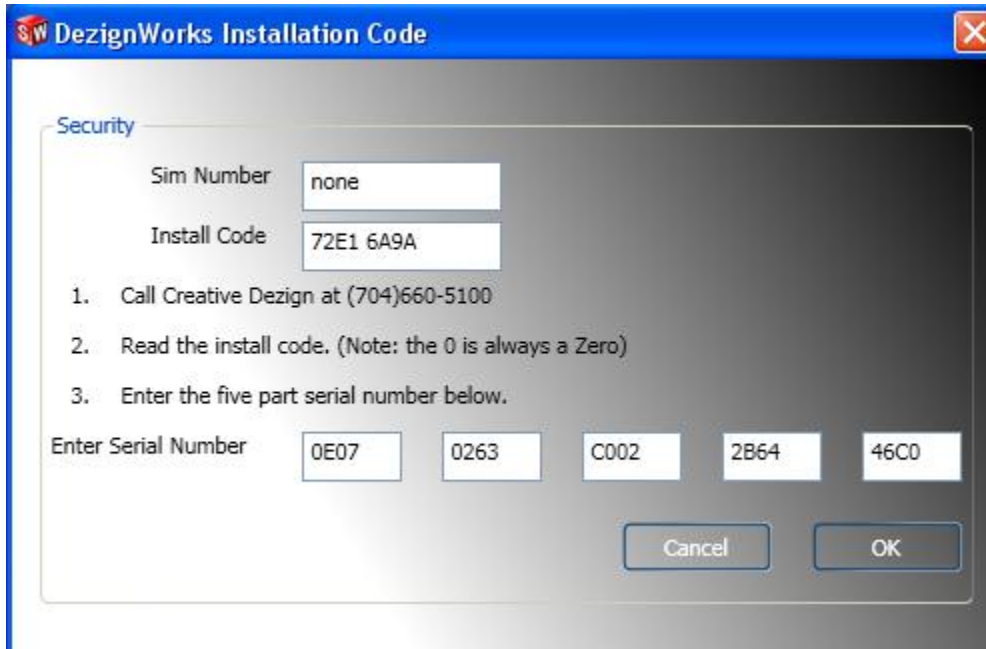 SW DezignWorks Installation Code
Security
Sim Number none
Install Code 72E1 6A9A
1. Call Creative Dezign at (704)660-5100
2. Read the install code. (Note: the 0 is always a Zero)
3. Enter the five part serial number below.
Enter Serial Number 0E07 0263 C002 2B64 46C0
Cancel OK